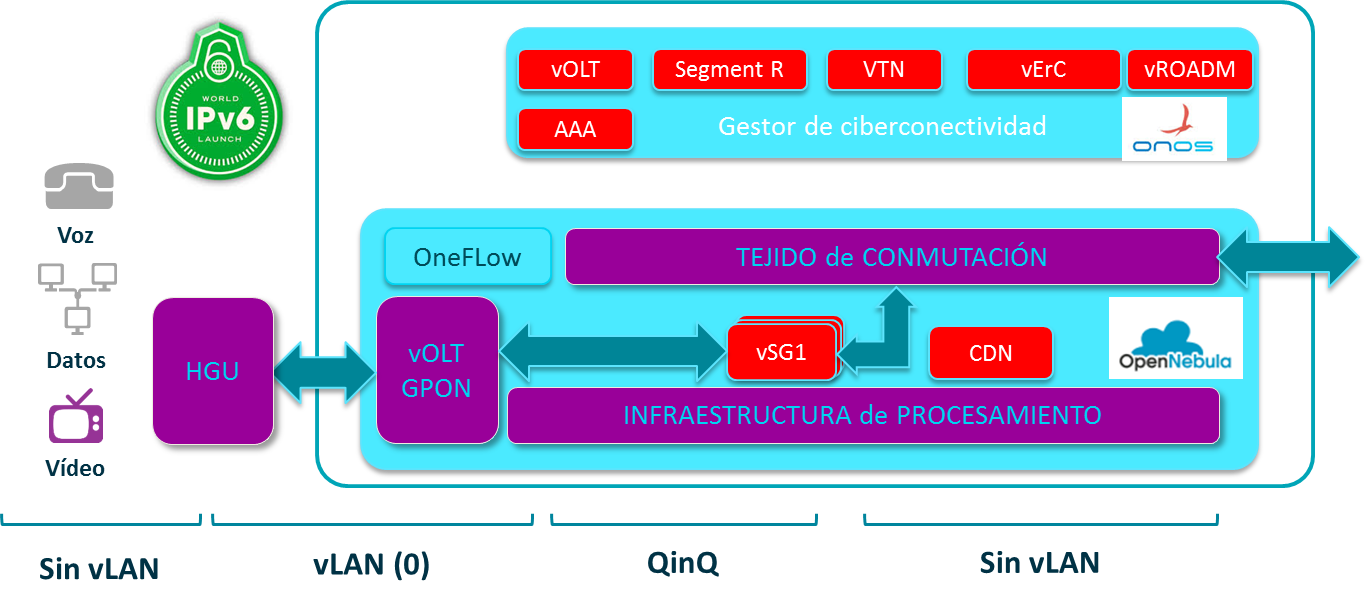 WORLD
IPv6
LAUNCH
vOLT
Segment R
VTN
vErC
vROADM
AAA
Gestor de ciberconectividad
onos
Voz
Datos
Vídeo
HGU
OneFLow
TEJIDO de CONMUTACIÓN
vOLT
GPON
vSG1
CDN
OpenNebula
INFRAESTRUCTURA de PROCESAMIENTO
Sin vLAN
vLAN (0)
QinQ
Sin vLAN